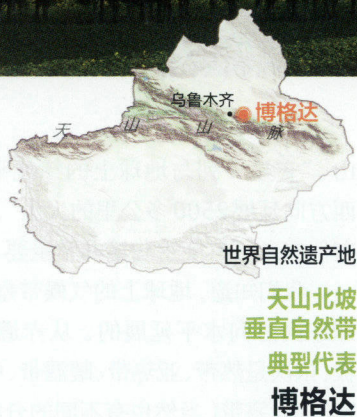 乌鲁木齐
博格达
天山山脉
世界自然遗产地
天山北坡
垂直自然带
典型代表
博格达